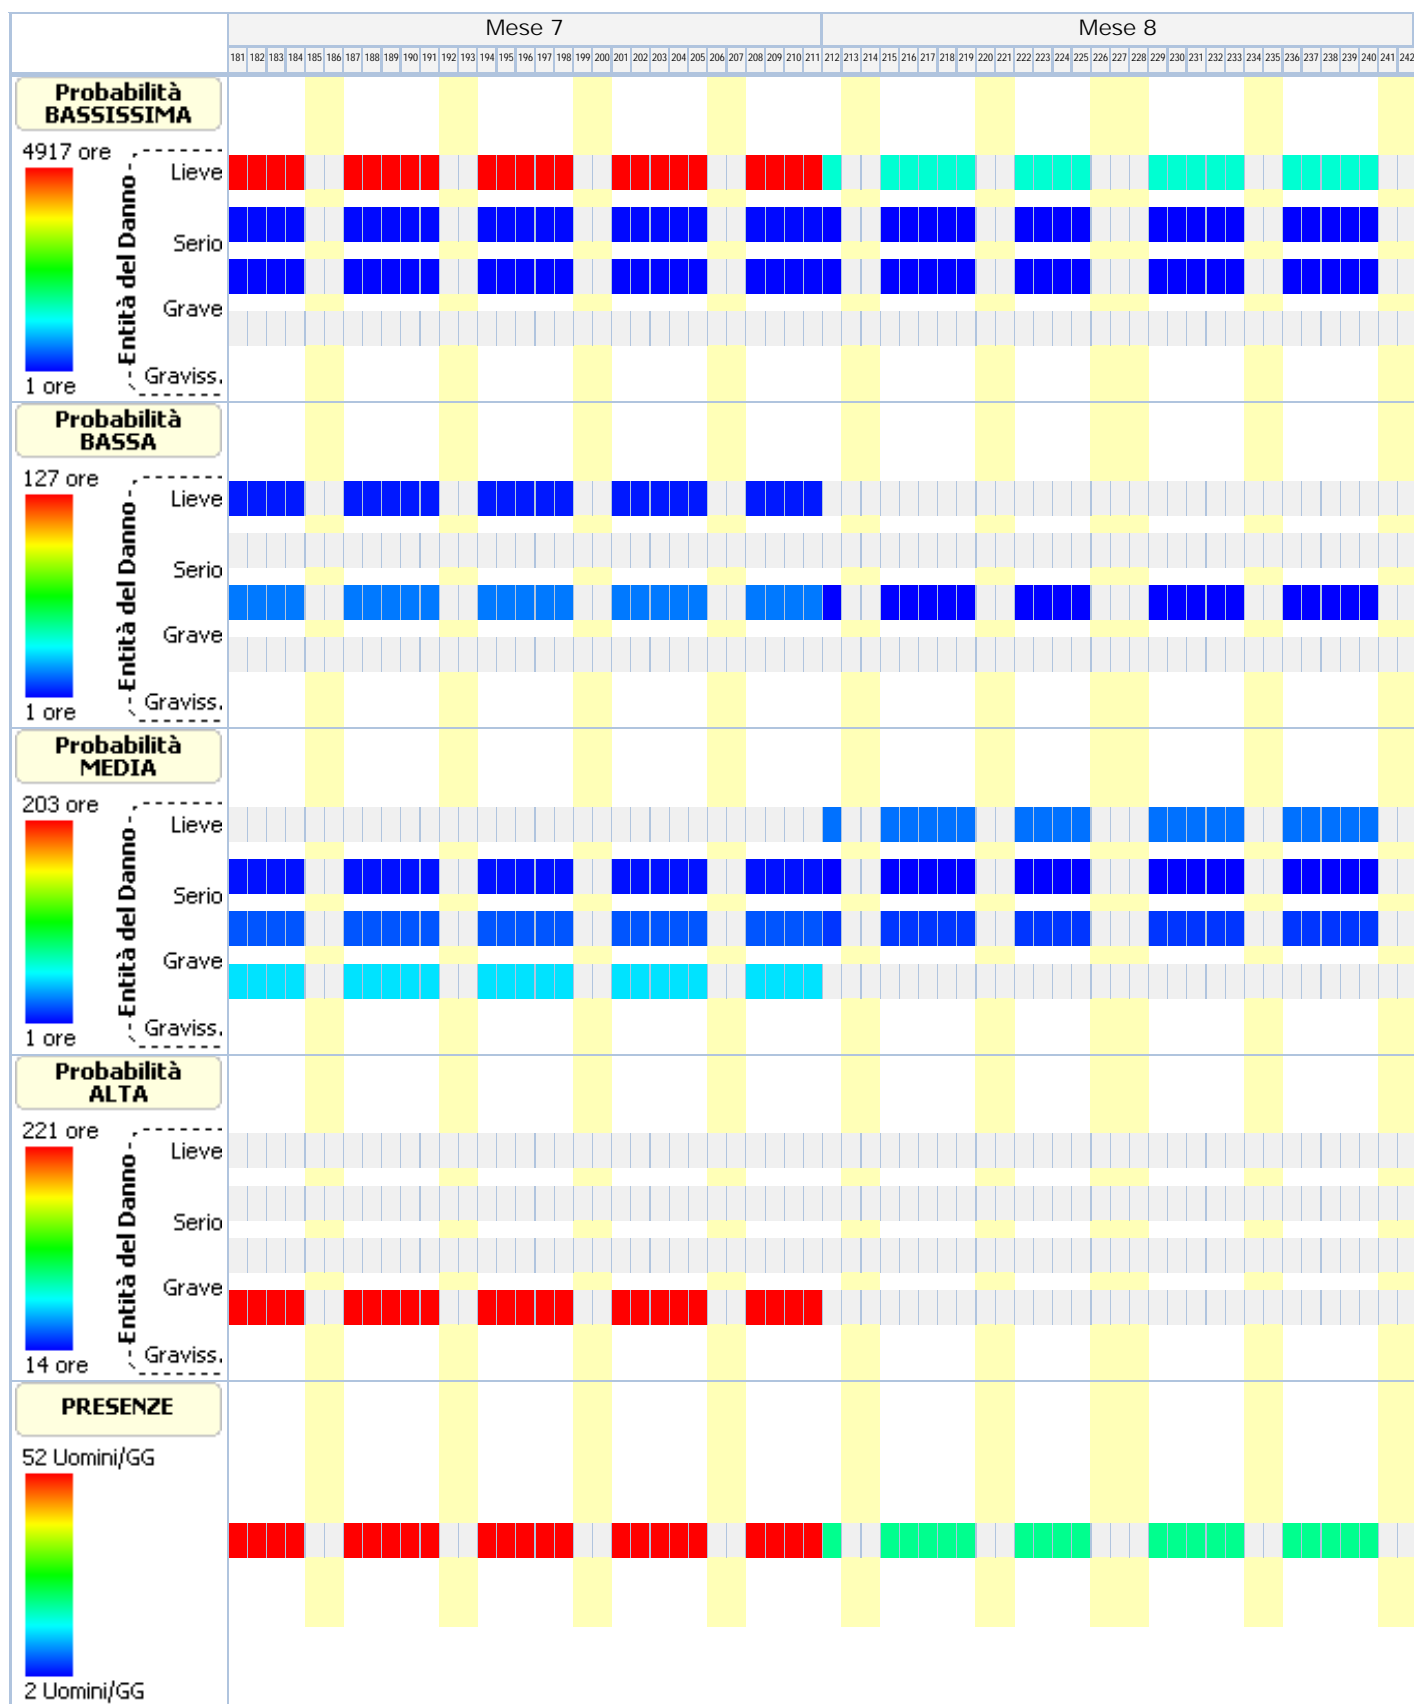 Mese 7 Mese 8
181 182 183 184 185 186 187 188 189 190 191 192 193 194 195 196 197 198 199 200 201 202 203 204 205 206 207 208 209 210 211 212 213 214 215 216 217 218 219 220 221 222 223 224 225 226 227 228 229 230 231 232 233 234 235 236 237 238 239 240 241 242
Probabilità
BASSISSIMA
4917 ore
Lieve
Serio
Entità del Danno
Grave
Graviss.
1 ore
Probabilità
BASSA
127 ore
Lieve
Serio
Entità del Danno
Grave
Graviss.
1 ore
Probabilità
MEDIA
203 ore
Lieve
Serio
Entità del Danno
Grave
Graviss.
1 ore
Probabilità
ALTA
221 ore
Lieve
Serio
Entità del Danno
Grave
Graviss.
14 ore
PRESENZE
52 Uomini/GG
2 Uomini/GG